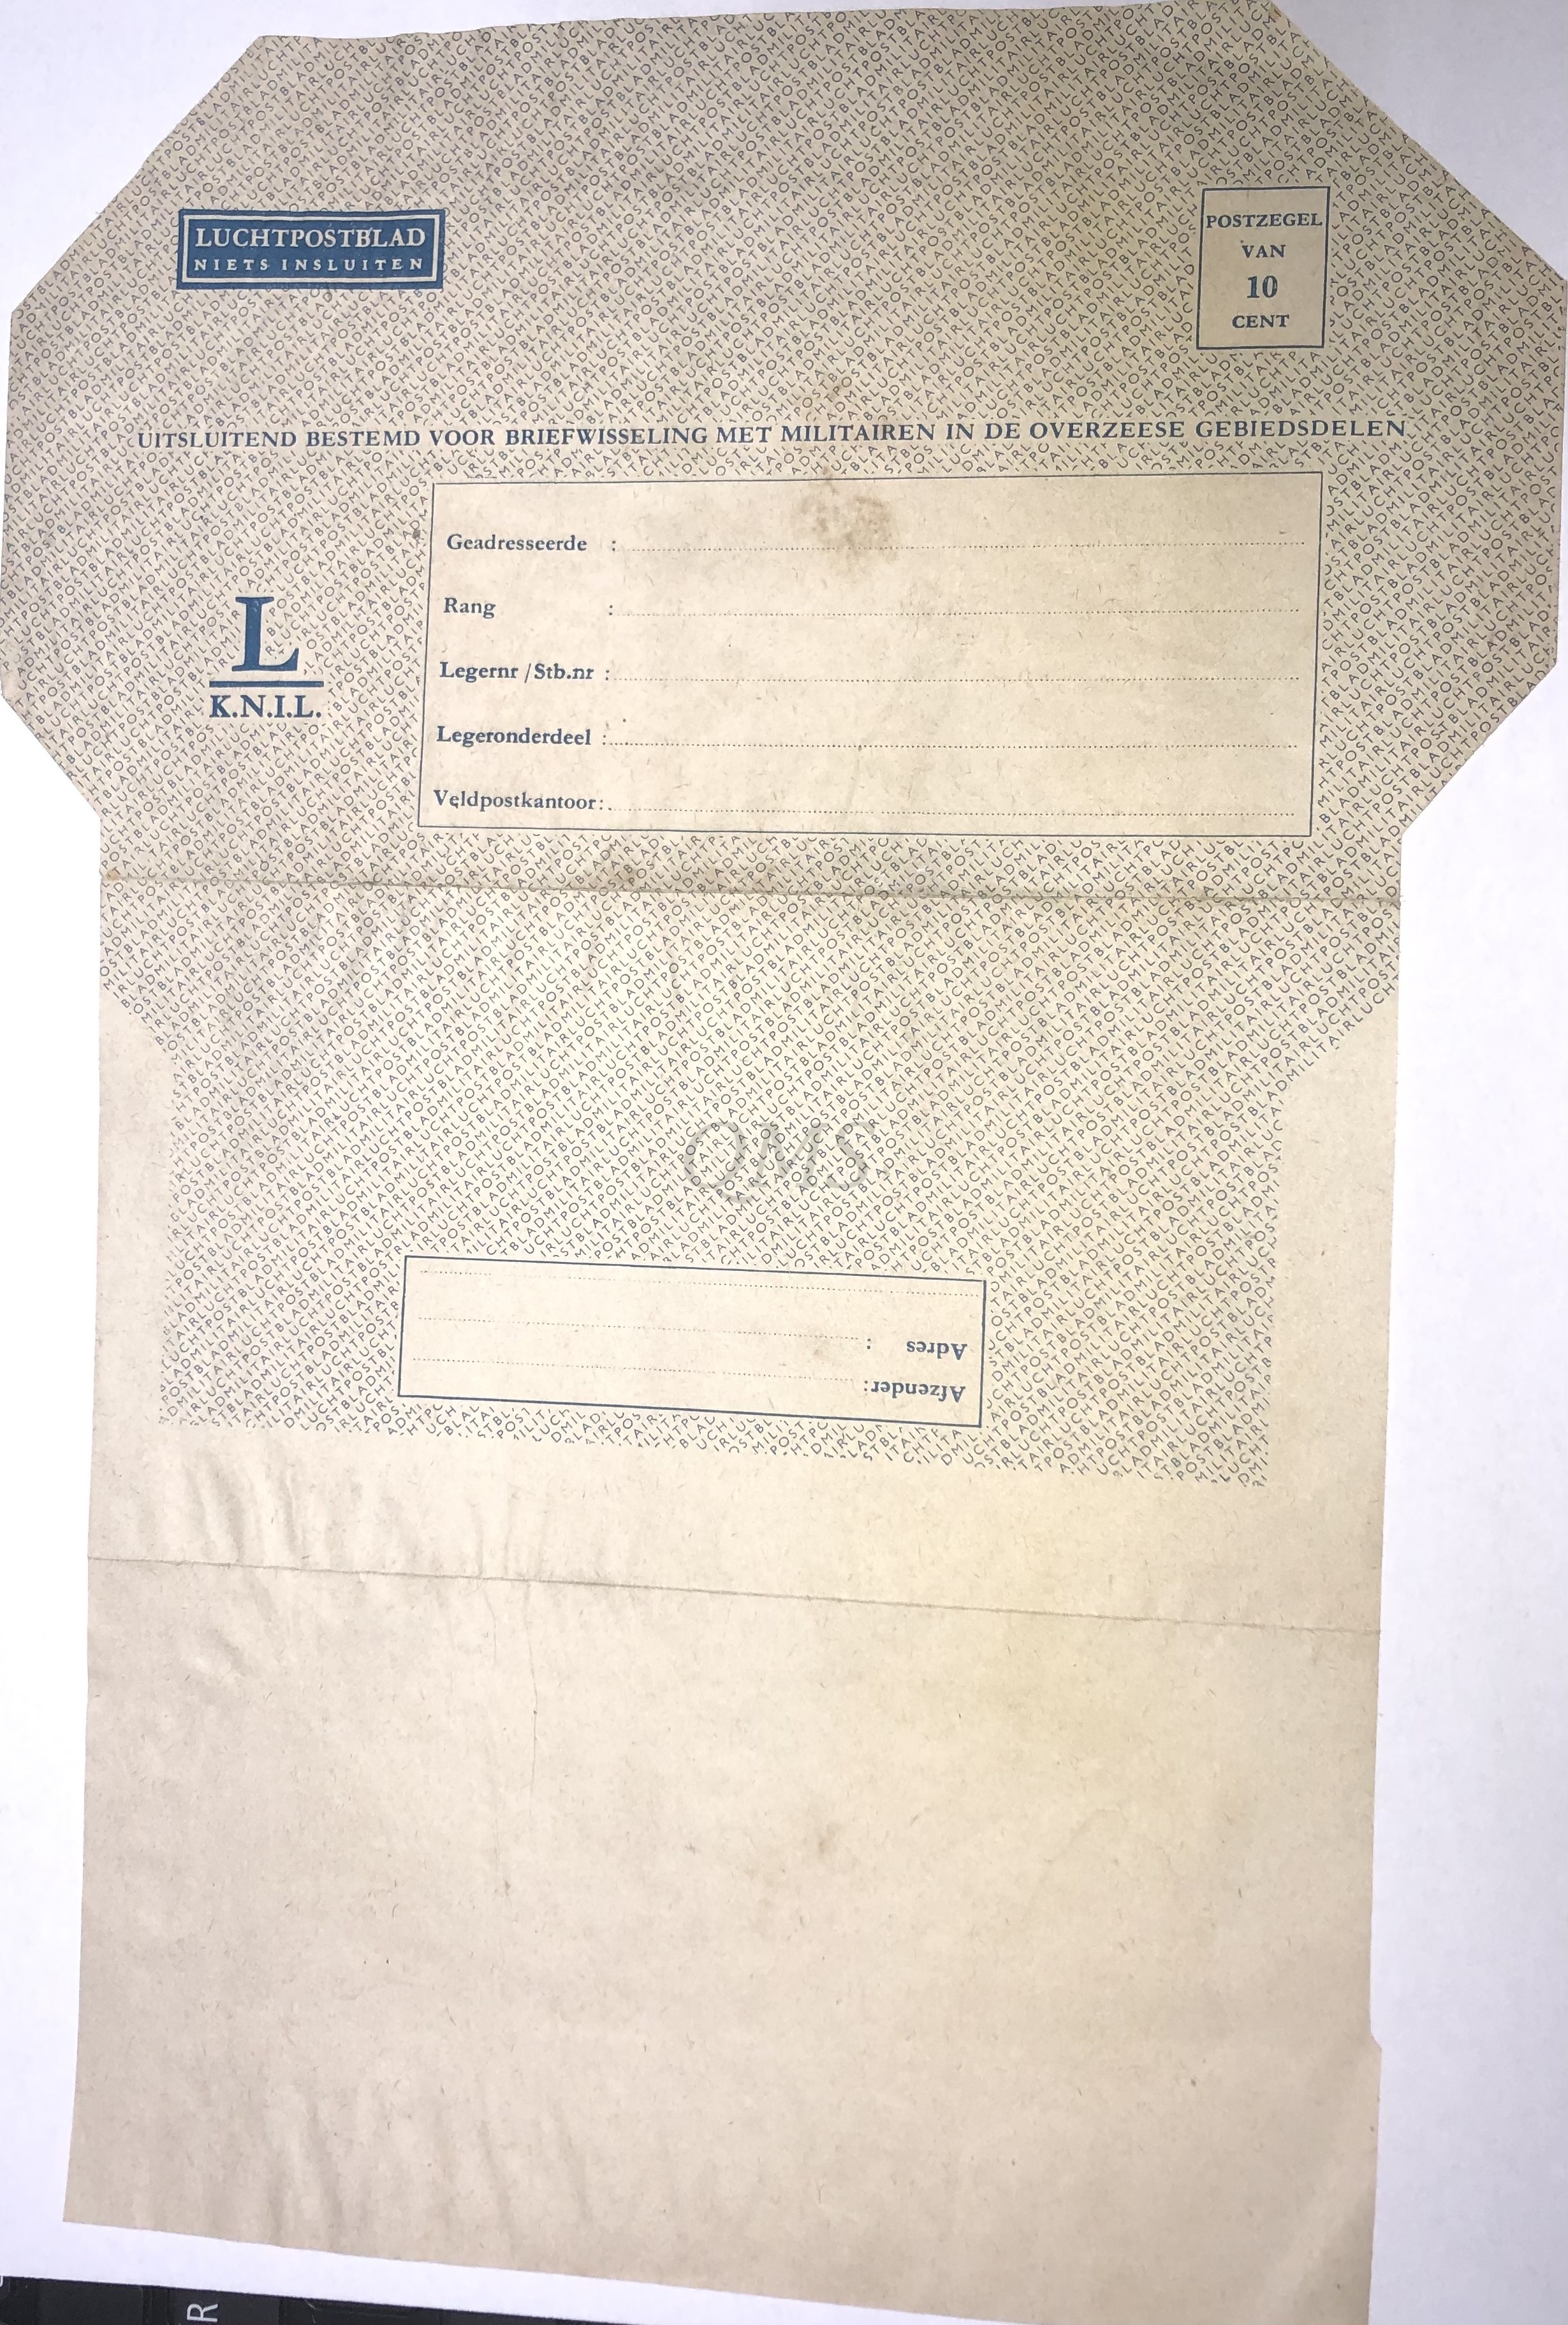 LUCHTPOSTBLAD
NIETS INSLUITEN
POSTZEGEL
VAN
10
CENT
UITSLUITEND BESTEMD VOOR BRIEFWISSELING MET MILITAIREN IN DE OVERZEESE GEBIEDSDELEN
Geadresseerde :
Rang :
Legernr / Stb.nr :
Legeronderdeel :
Veldpostkantoor:
L
K.N.I.L.
QMS
Afzender:
Adres :
R